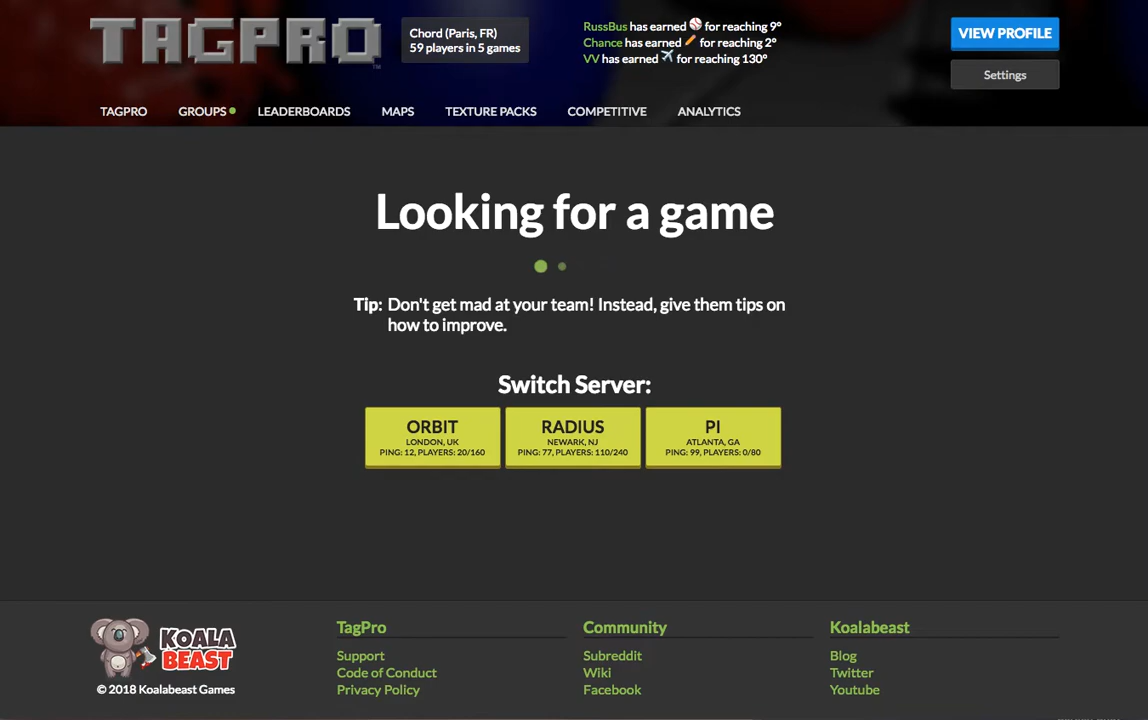 TAGPRO
TM
Chord (Paris, FR)
59 players in 5 games
RussBus has earned ⚾ for reaching 9°
Chance has earned ✏️ for reaching 2°
VV has earned ✈️ for reaching 130°
VIEW PROFILE
Settings
TAGPRO GROUPS LEADERBOARDS MAPS TEXTURE PACKS COMPETITIVE ANALYTICS
Looking for a game
Tip: Don't get mad at your team! Instead, give them tips on
how to improve.
Switch Server:
ORBIT
LONDON, UK
PING: 12, PLAYERS: 20/160
RADIUS
NEWARK, NJ
PING: 77, PLAYERS: 110/240
PI
ATLANTA, GA
PING: 99, PLAYERS: 0/80
KOALA
BEAST
© 2018 Koalabeast Games
TagPro
Support
Code of Conduct
Privacy Policy
Community
Subreddit
Wiki
Facebook
Koalabeast
Blog
Twitter
Youtube